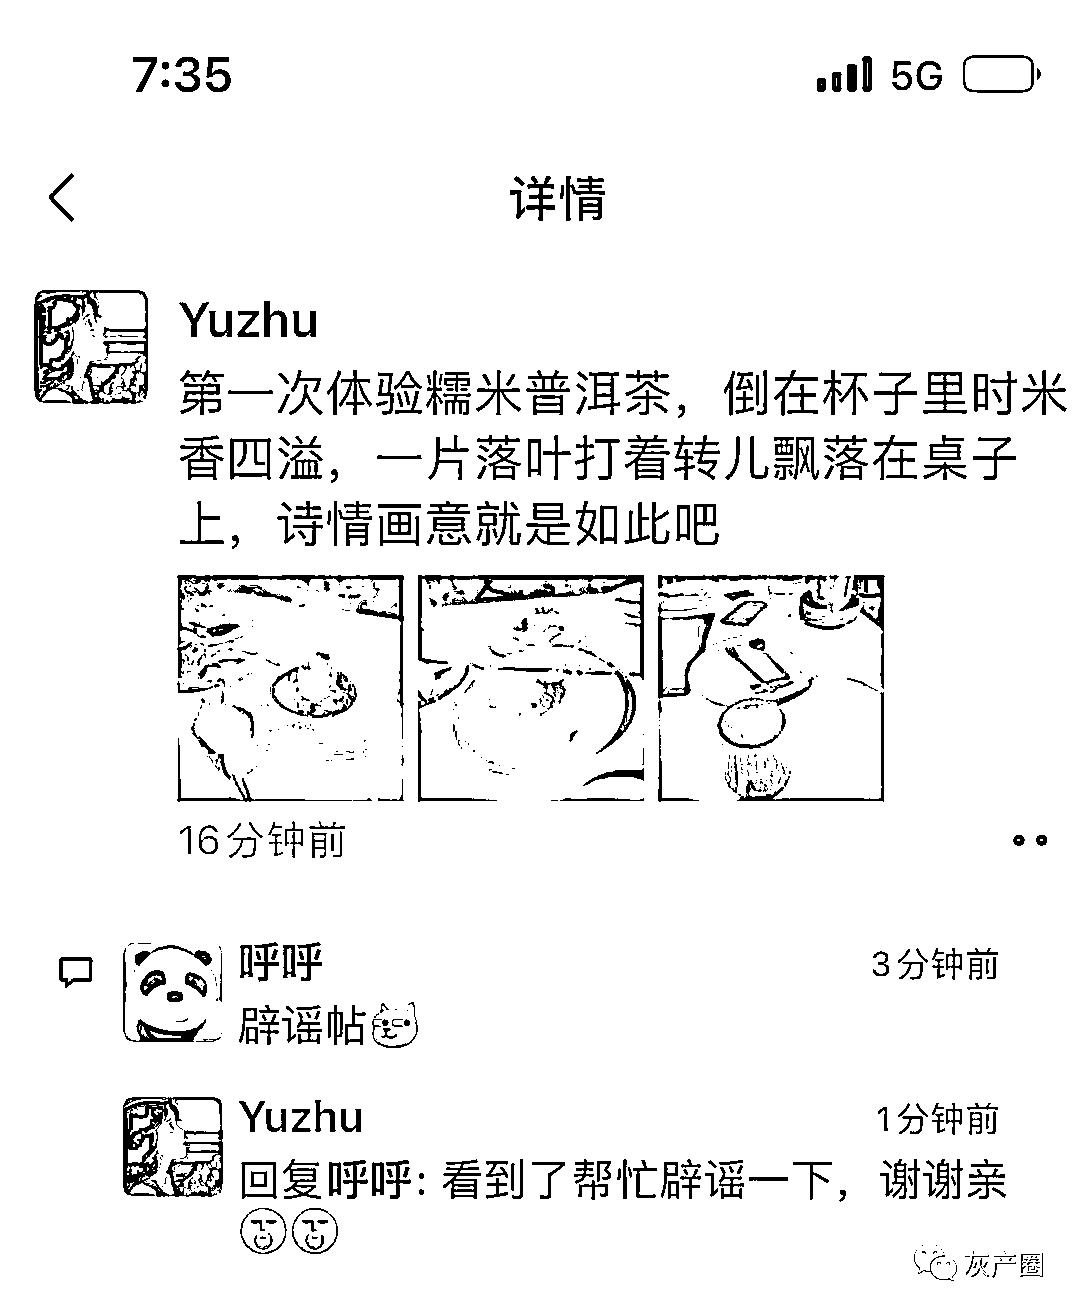 7:35
5G
详情
Yuzhu
第一次体验糯米普洱茶，倒在杯子里时米
香四溢，一片落叶打着转儿飘落在桌子
上，诗情画意就是如此吧
16分钟前
呼呼
3分钟前
辟谣帖
Yuzhu
1分钟前
回复呼呼: 看到了帮忙辟谣一下，谢谢亲
灰产圈